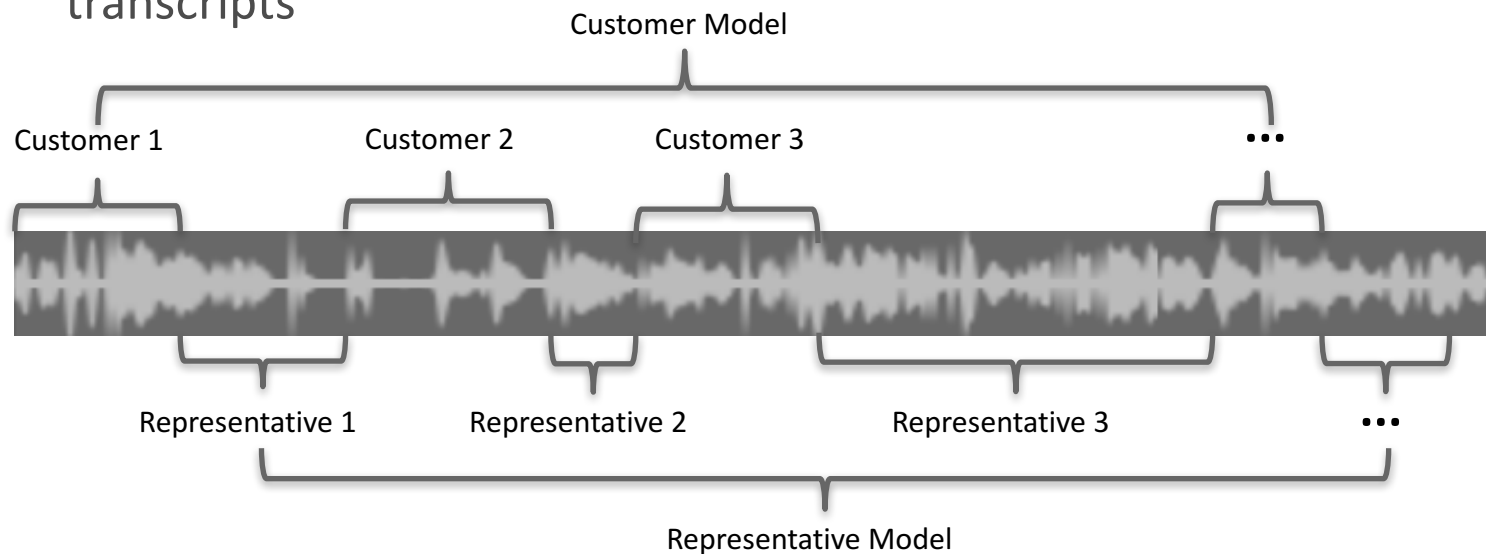 transcripts
Customer Model
Customer 1 Customer 2 Customer 3 ...
Representative 1 Representative 2 Representative 3 ...
Representative Model